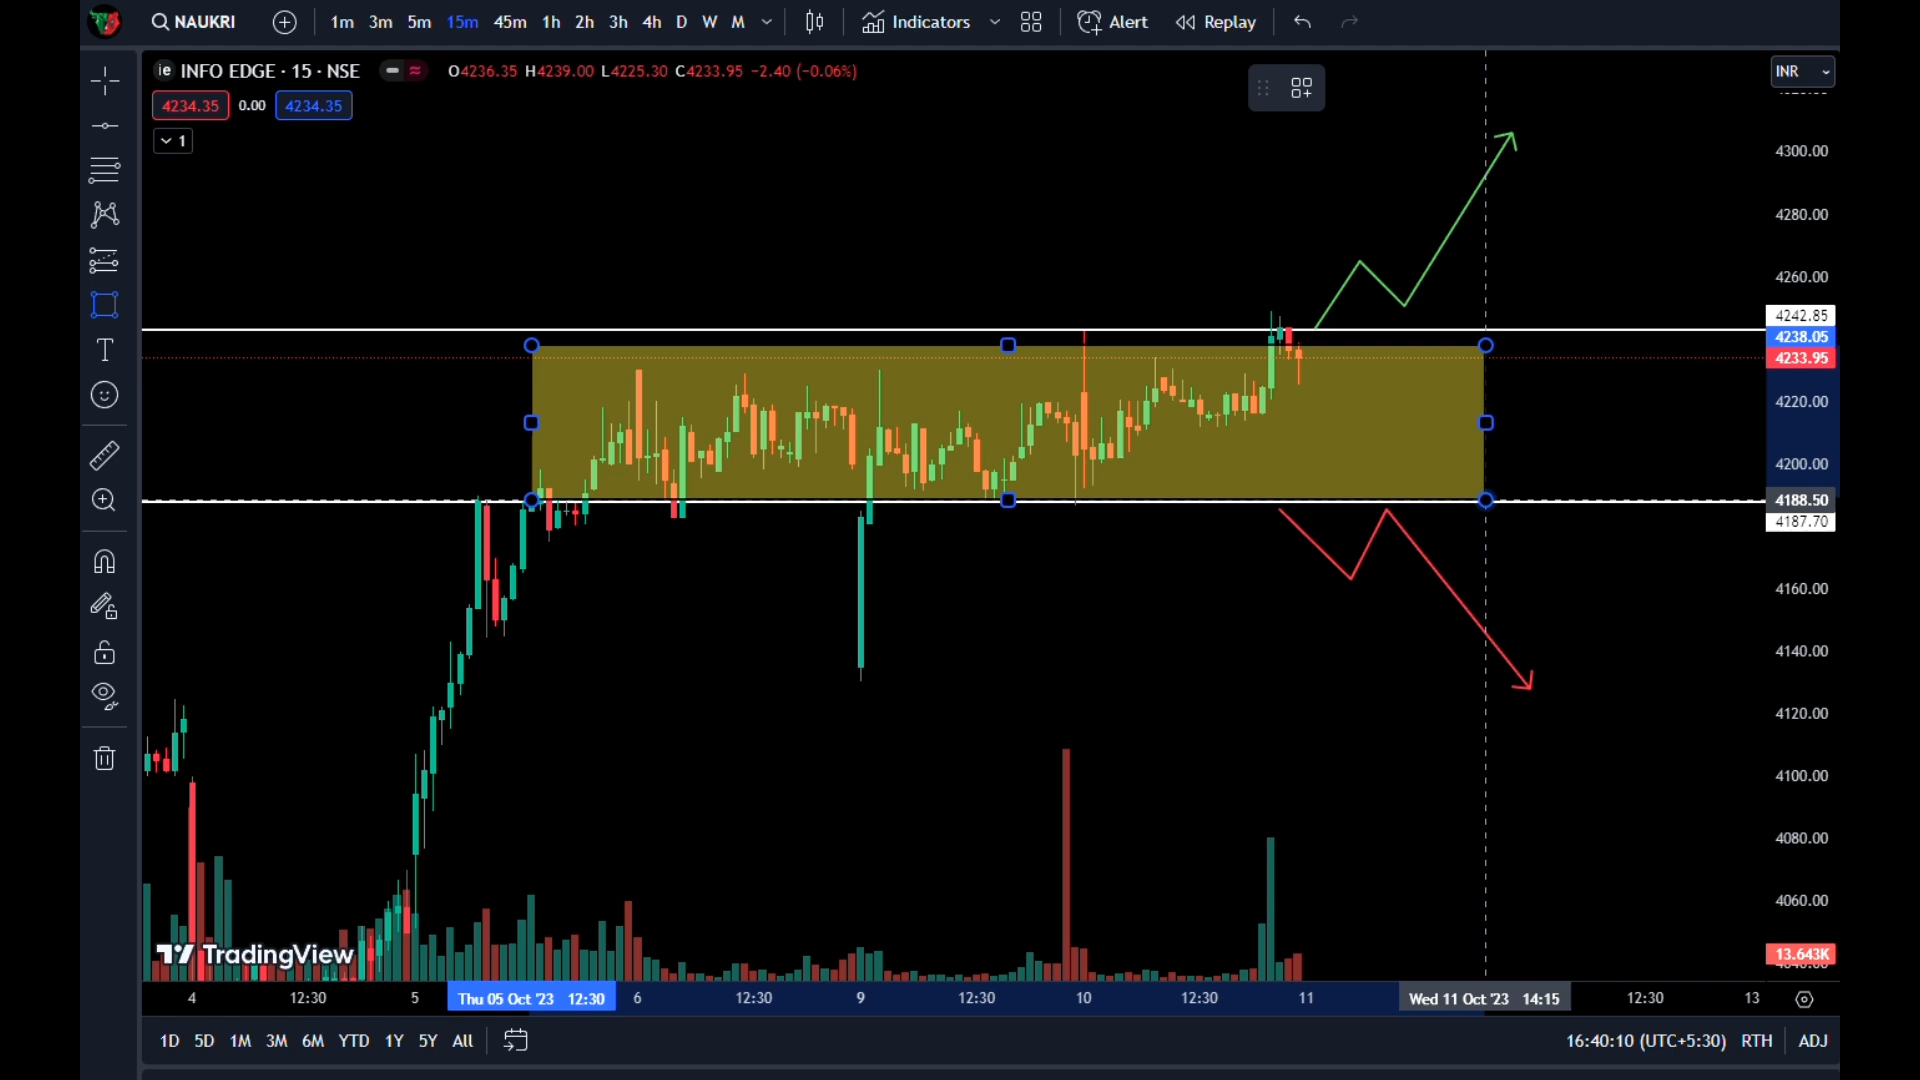 NAUKRI 1m 3m 5m 15m 45m 1h 2h 3h 4h D W M Indicators Alert Replay
ie INFO EDGE · 15 · NSE O4236.35 H4239.00 L4225.30 C4233.95 −2.40 (−0.06%)
INR
4234.35 0.00 4234.35
1
4300.00
4280.00
4260.00
4242.85
4238.05
4233.95
4220.00
4200.00
4188.50
4187.70
4160.00
4140.00
4120.00
4100.00
4080.00
4060.00
13.643K
TradingView
4 12:30 5 Thu 05 Oct '23 12:30 6 12:30 9 12:30 10 12:30 11 Wed 11 Oct '23 14:15 12:30 13
1D 5D 1M 3M 6M YTD 1Y 5Y All 16:40:10 (UTC+5:30) RTH ADJ